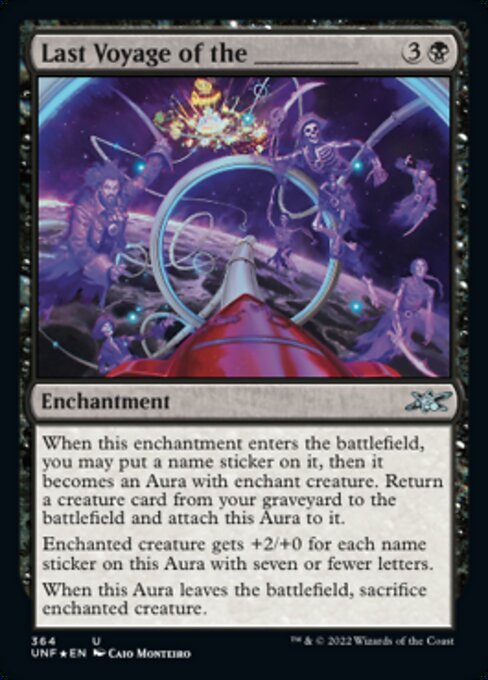 Last Voyage of the ________ 3
Enchantment
When this enchantment enters the battlefield,
you may put a name sticker on it, then it
becomes an Aura with enchant creature. Return
a creature card from your graveyard to the
battlefield and attach this Aura to it.
Enchanted creature gets +2/+0 for each name
sticker on this Aura with seven or fewer letters.
When this Aura leaves the battlefield, sacrifice
enchanted creature.
364 U
UNF★EN Caio Monteiro
™ & © 2022 Wizards of the Coast